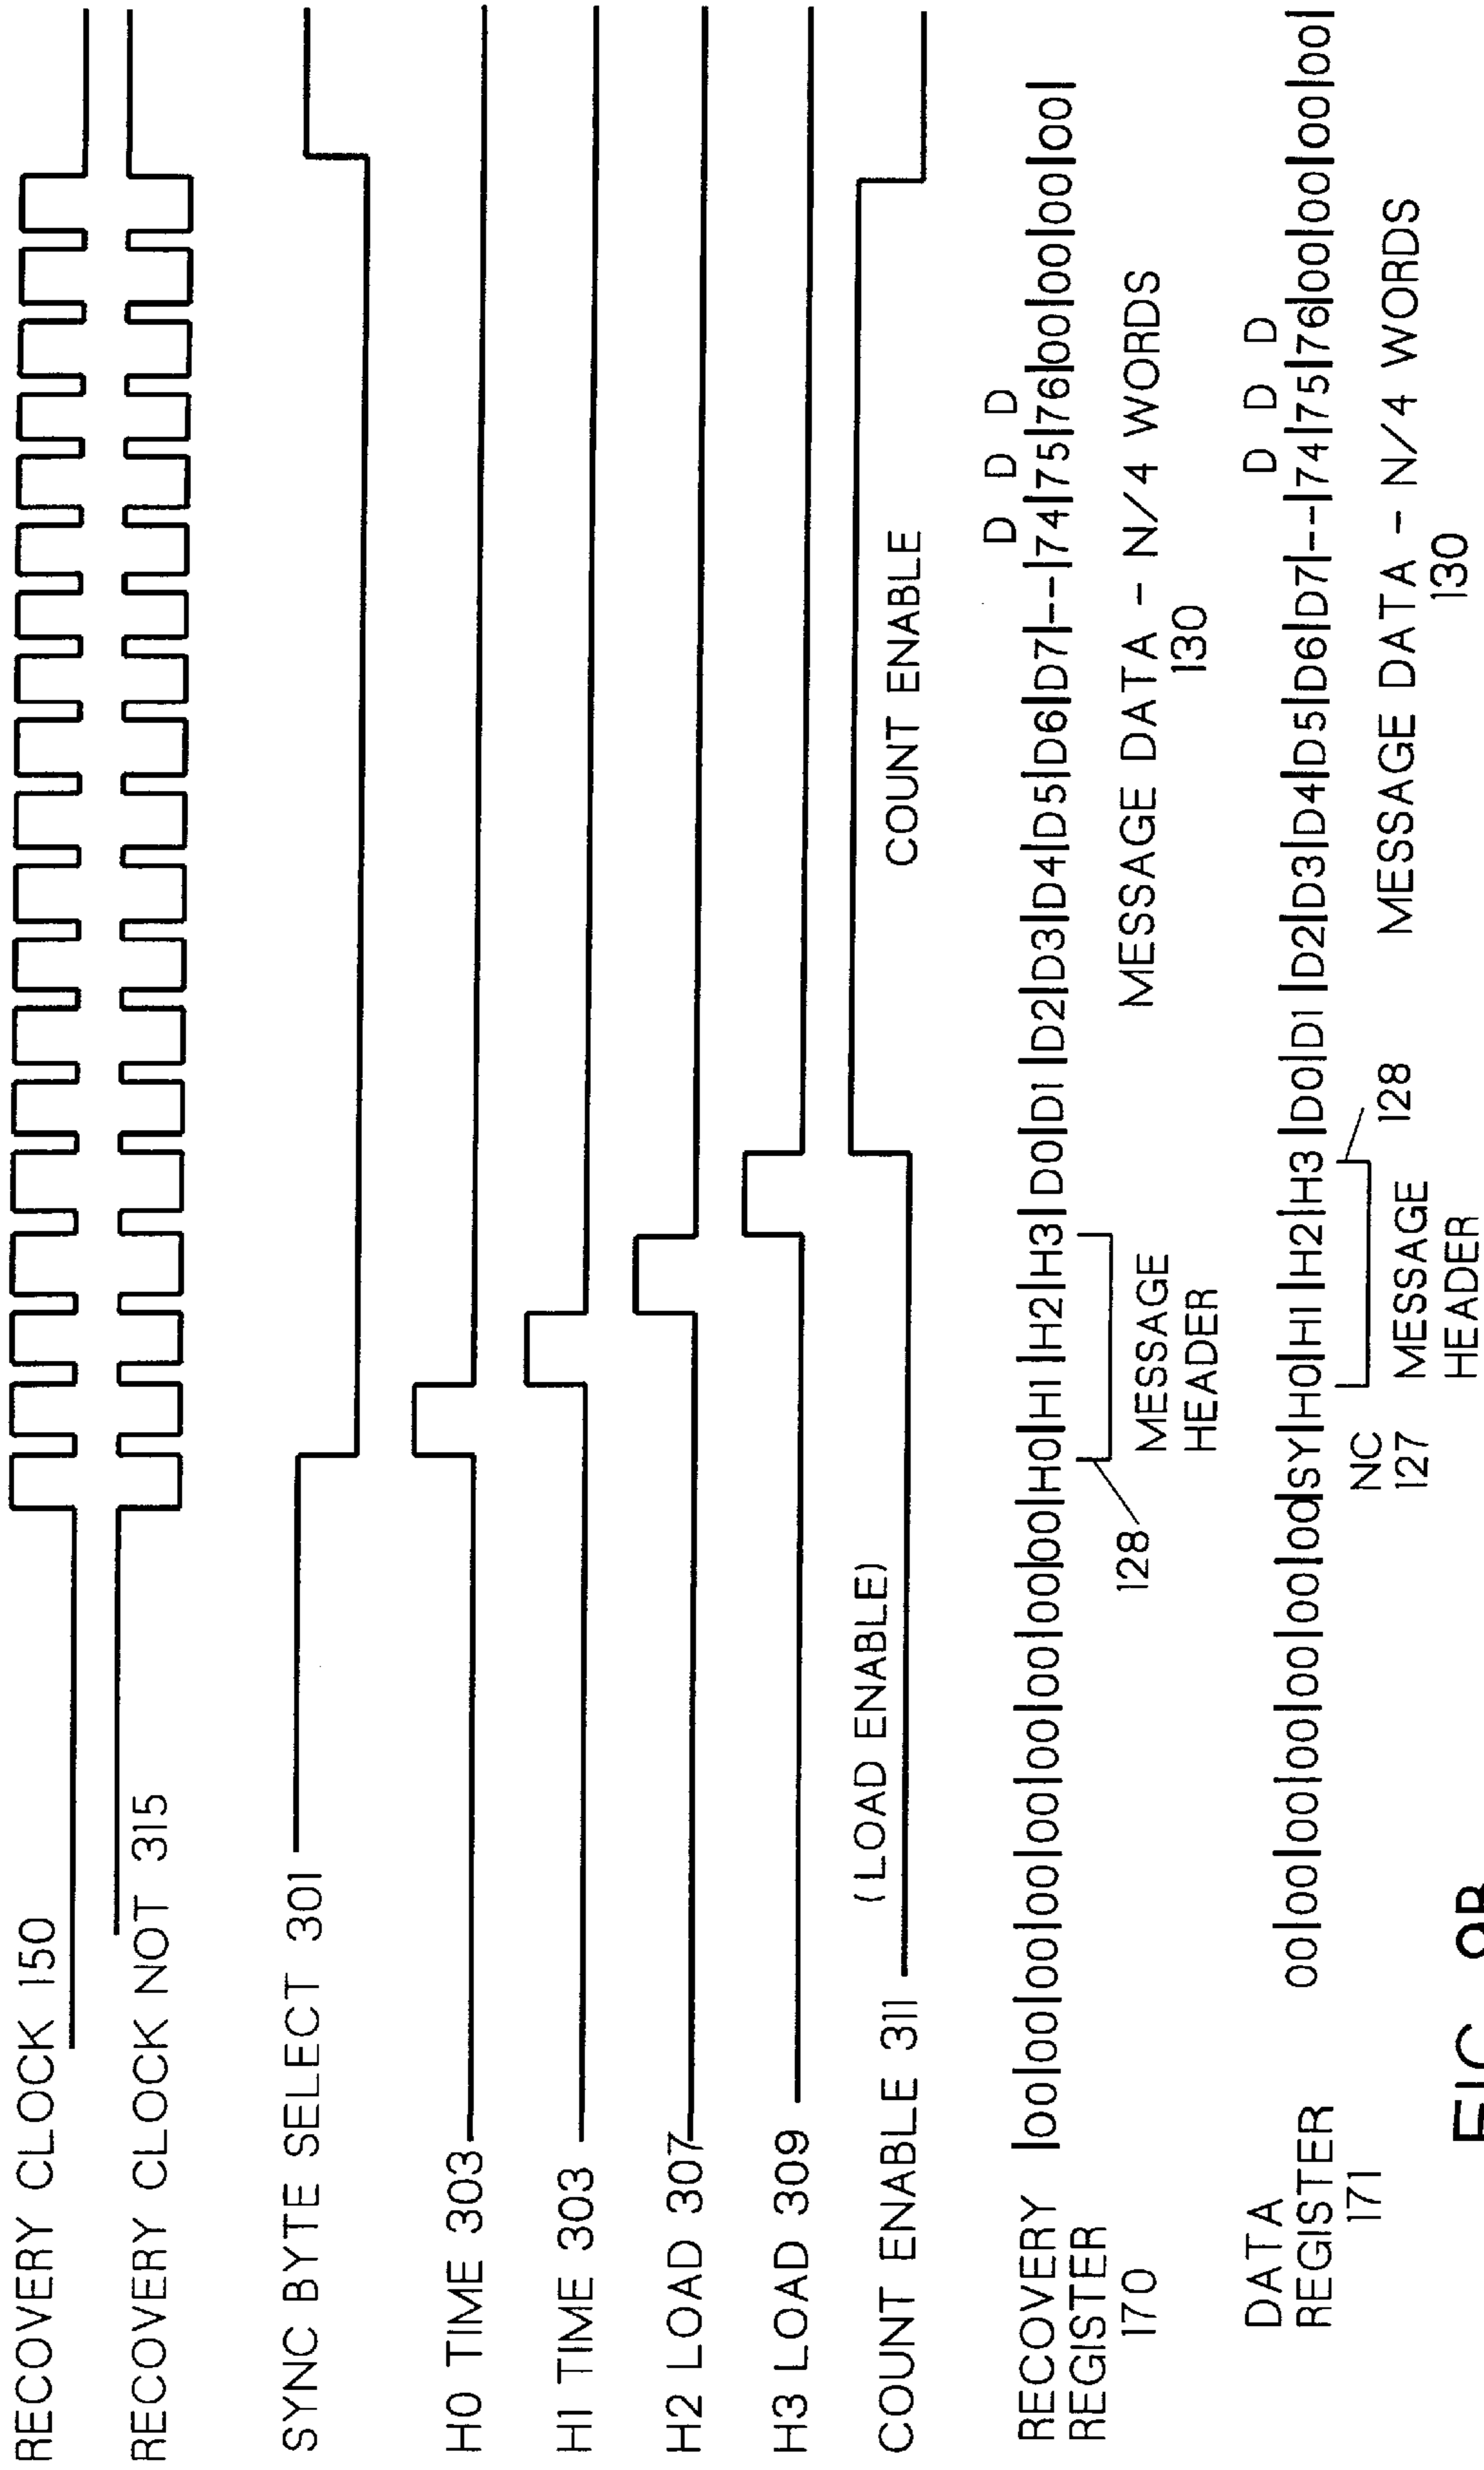 RECOVERY CLOCK 150
RECOVERY CLOCK NOT 315
SYNC BYTE SELECT 301
H0 TIME 303
H1 TIME 303
H2 LOAD 307
H3 LOAD 309
(LOAD ENABLE)
COUNT ENABLE 311
COUNT ENABLE
D D D
RECOVERY REGISTER 170
|00|00|00|00|00|00|00|00|00|H0|H1|H2|H3|D0|D1|D2|D3|D4|D5|D6|D7|--|74|75|76|00|00|00|00|
128
MESSAGE HEADER
MESSAGE DATA - N/4 WORDS
130
D D D
DATA REGISTER 171
00|00|00|00|00|00|00|SY|H0|H1|H2|H3|D0|D1|D2|D3|D4|D5|D6|D7|--|74|75|76|00|00|00|00|
NC 127
MESSAGE HEADER
128
MESSAGE DATA - N/4 WORDS
130
FIG.